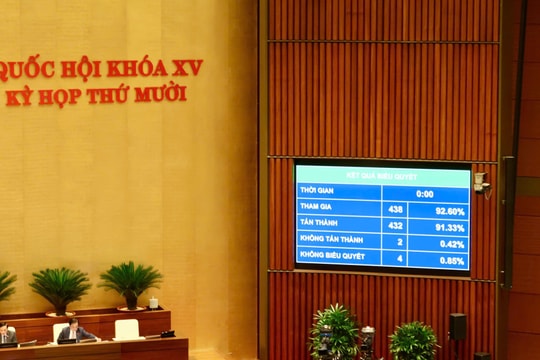 QUỐC HỘI KHÓA XV
KỲ HỌP THỨ MƯỜI
KẾT QUẢ BIỂU QUYẾT
THỜI GIAN 0:00
THAM GIA 438 92.60%
TÁN THÀNH 432 91.33%
KHÔNG TÁN THÀNH 2 0.42%
KHÔNG BIỂU QUYẾT 4 0.85%